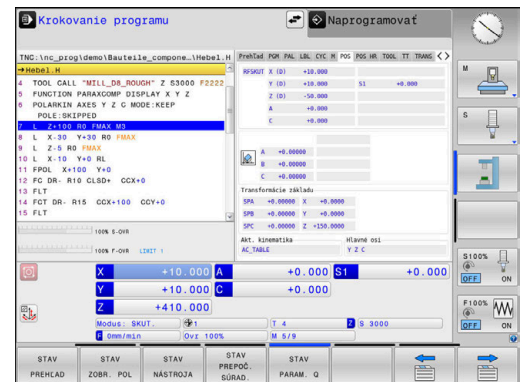 Krokovanie programu
Naprogramovať
TNC:\nc_prog\demo\Bauteile_compone…\Hebel.H
→Hebel.H
4 TOOL CALL "MILL_D8_ROUGH" Z S3000 F2222
5 FUNCTION PARAXCOMP DISPLAY X Y Z
6 POLARKIN AXES Y Z C MODE:KEEP
POLE:SKIPPED
7 L Z+100 R0 FMAX M3
8 L X-30 Y+30 R0 FMAX
9 L Z-5 R0 FMAX
10 L X-10 Y+0 RL
11 FPOL X+100 Y+0
12 FC DR- R10 CLSD+ CCX+0
13 FLT
14 FCT DR- R15 CCX+100 CCY+0
15 FLT
100% S-OVR
100% F-OVR LIMIT 1
Prehľad PGM PAL LBL CYC M POS POS HR TOOL TT TRANS
RFSKUT X (D) +10.000
Y (D) +10.000 S1 +0.000
Z (D) -50.000
A +0.000
C +0.000
A +0.00000
B +0.00000
C +0.00000
Transformácie základu
SPA +0.00000 X +0.0000
SPB +0.00000 Y +0.0000
SPC +0.00000 Z -150.0000
Akt. kinematika Hlavné osi
AC_TABLE Y Z C
X +10.000 A +0.000 S1 +0.000
Y +10.000 C +0.000
Z +410.000
Modus: SKUT. 1 T 4 Z S 3000
F 0mm/min Ovr 100% M 5/9
M
S
S100%
OFF ON
F100%
OFF ON
STAV PREHĽAD
STAV ZOBR. POL
STAV NÁSTROJA
STAV PREPOČ. SÚRAD.
STAV PARAM. Q